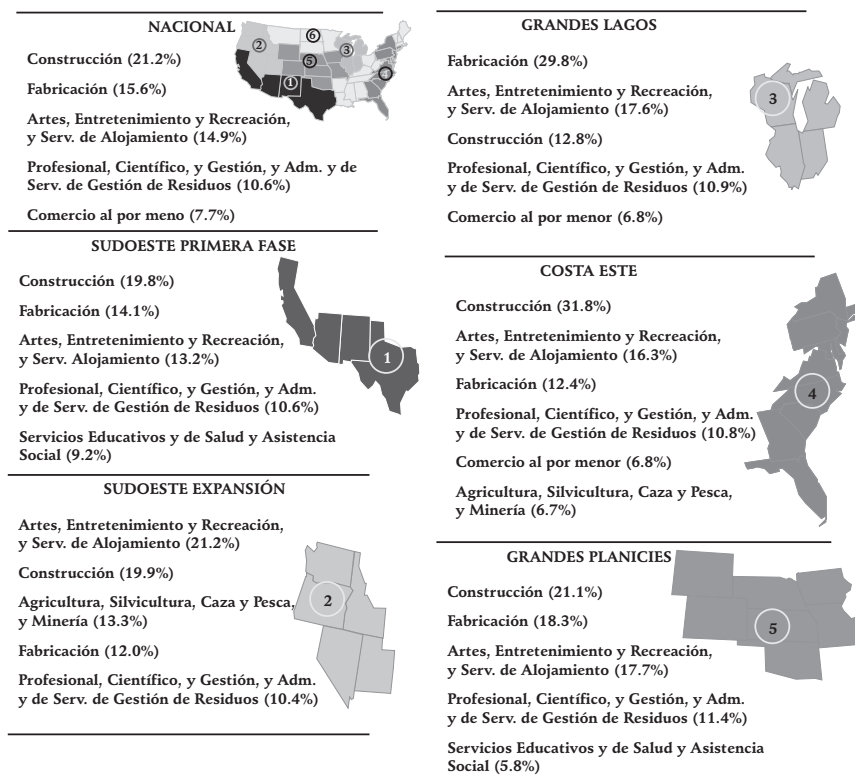 NACIONAL
Construcción (21.2%)
Fabricación (15.6%)
Artes, Entretenimiento y Recreación,
y Serv. de Alojamiento (14.9%)
Profesional, Científico, y Gestión, y Adm. y de
Serv. de Gestión de Residuos (10.6%)
Comercio al por meno (7.7%)
2
6
3
5
1
4
SUDOESTE PRIMERA FASE
Construcción (19.8%)
Fabricación (14.1%)
Artes, Entretenimiento y Recreación,
y Serv. Alojamiento (13.2%)
Profesional, Científico, y Gestión, y Adm.
y de Serv. de Gestión de Residuos (10.6%)
Servicios Educativos y de Salud y Asistencia
Social (9.2%)
1
SUDOESTE EXPANSIÓN
Artes, Entretenimiento y Recreación,
y Serv. de Alojamiento (21.2%)
Construcción (19.9%)
Agricultura, Silvicultura, Caza y Pesca,
y Minería (13.3%)
Fabricación (12.0%)
Profesional, Científico, y Gestión, y Adm.
y de Serv. de Gestión de Residuos (10.4%)
2
GRANDES LAGOS
Fabricación (29.8%)
Artes, Entretenimiento y Recreación,
y Serv. de Alojamiento (17.6%)
Construcción (12.8%)
Profesional, Científico, y Gestión, y Adm.
y de Serv. de Gestión de Residuos (10.9%)
Comercio al por menor (6.8%)
3
COSTA ESTE
Construcción (31.8%)
Artes, Entretenimiento y Recreación,
y Serv. de Alojamiento (16.3%)
Fabricación (12.4%)
Profesional, Científico, y Gestión, y Adm.
y de Serv. de Gestión de Residuos (10.8%)
Comercio al por menor (6.8%)
Agricultura, Silvicultura, Caza y Pesca,
y Minería (6.7%)
4
GRANDES PLANICIES
Construcción (21.1%)
Fabricación (18.3%)
Artes, Entretenimiento y Recreación,
y Serv. de Alojamiento (17.7%)
Profesional, Científico, y Gestión, y Adm.
y de Serv. de Gestión de Residuos (11.4%)
Servicios Educativos y de Salud y Asistencia
Social (5.8%)
5